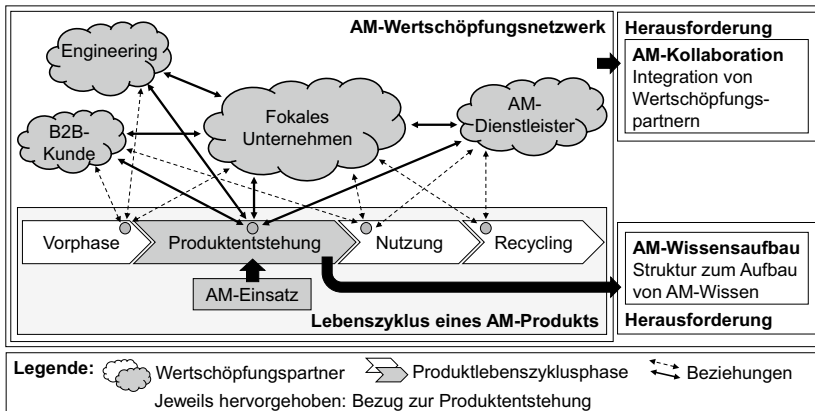 AM-Wertschöpfungsnetzwerk
Engineering
B2B-
Kunde
Fokales
Unternehmen
AM-
Dienstleister
Vorphase
Produktentstehung
Nutzung
Recycling
AM-Einsatz
Lebenszyklus eines AM-Produkts
Herausforderung
AM-Kollaboration
Integration von
Wertschöpfungs-
partnern
AM-Wissensaufbau
Struktur zum Aufbau
von AM-Wissen
Herausforderung
Legende: Wertschöpfungspartner Produktlebenszyklusphase Beziehungen
Jeweils hervorgehoben: Bezug zur Produktentstehung